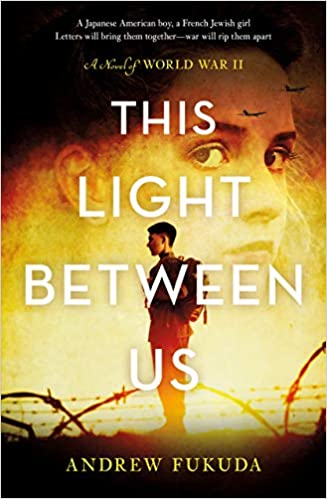 A Japanese American boy, a French Jewish girl
Letters will bring them together—war will rip them apart
A Novel of WORLD WAR II
THIS
LIGHT
BETWEEN
US
ANDREW FUKUDA